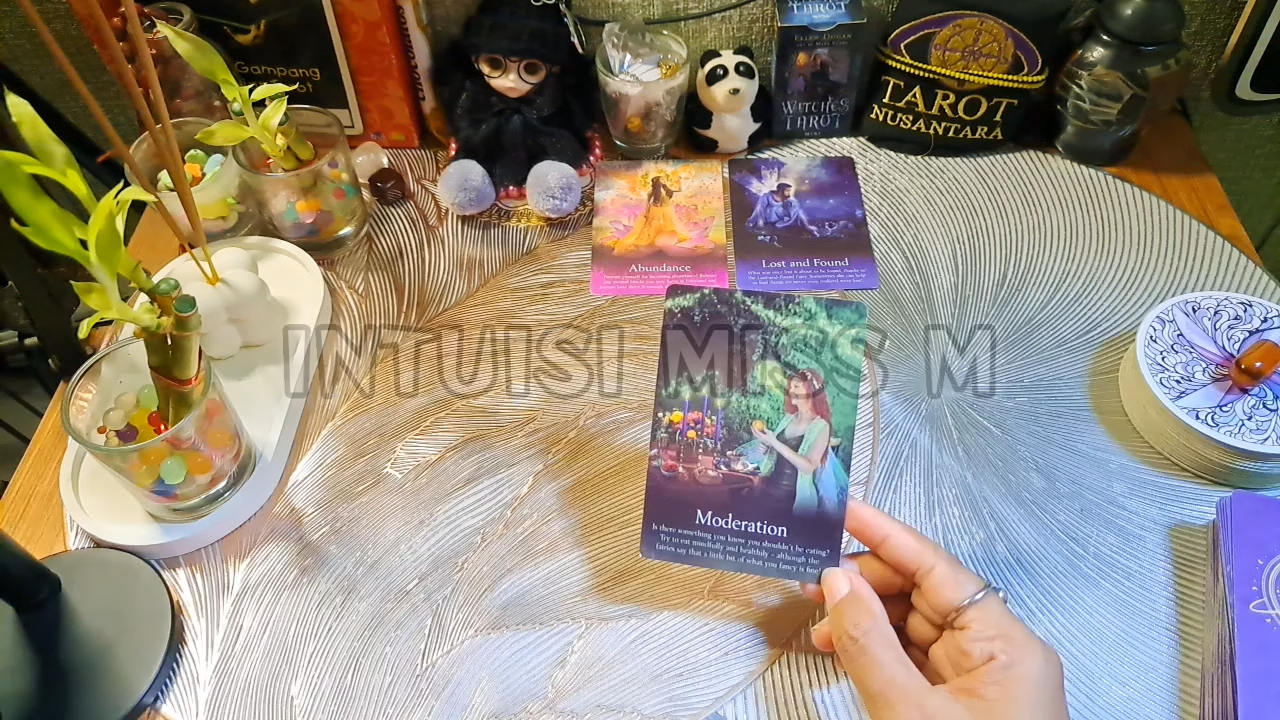 Gampang
TAROT
ELLEN DUGAN
WITCHES
TAROT
MINI
TAROT
NUSANTARA
Abundance
Lost and Found
INTUISI MISS M
Moderation
Is there something you know you shouldn't be eating?
Try to eat mindfully and healthily – although the
fairies say that a little bit of what you fancy is fine!